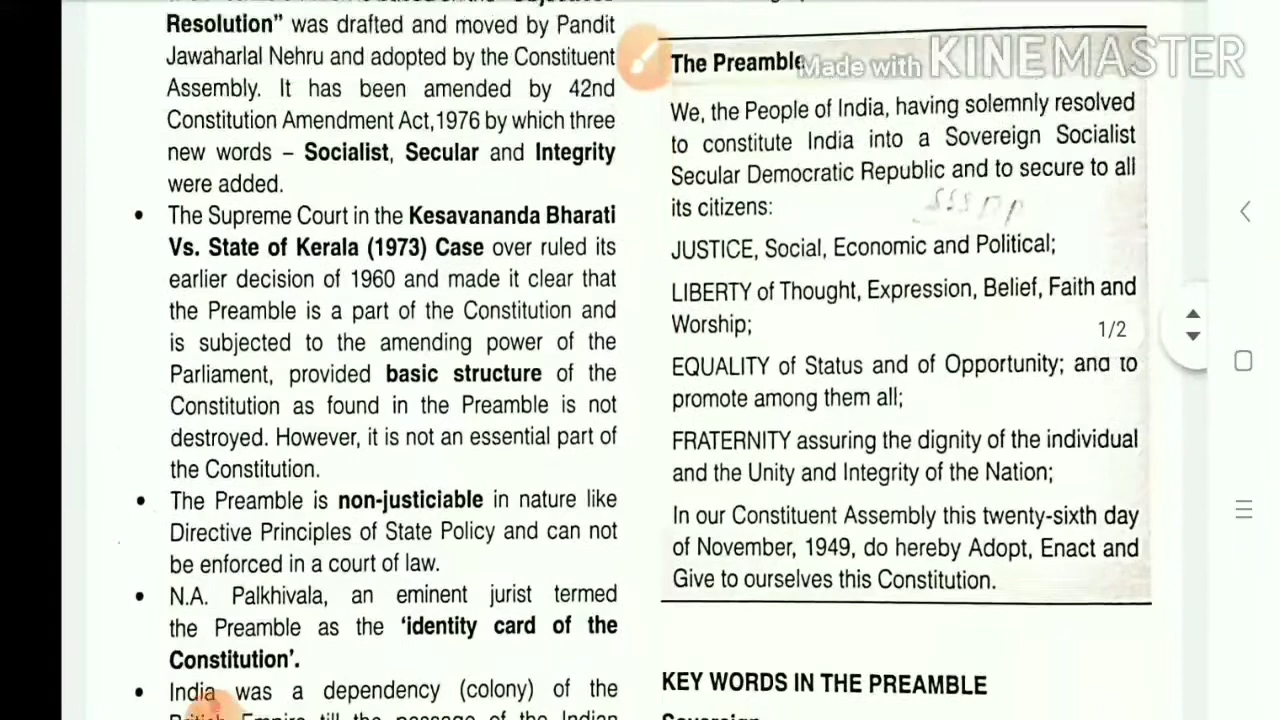 Resolution” was drafted and moved by Pandit
Jawaharlal Nehru and adopted by the Constituent
Assembly. It has been amended by 42nd
Constitution Amendment Act,1976 by which three
new words – Socialist, Secular and Integrity
were added.
• The Supreme Court in the Kesavananda Bharati
Vs. State of Kerala (1973) Case over ruled its
earlier decision of 1960 and made it clear that
the Preamble is a part of the Constitution and
is subjected to the amending power of the
Parliament, provided basic structure of the
Constitution as found in the Preamble is not
destroyed. However, it is not an essential part of
the Constitution.
• The Preamble is non-justiciable in nature like
Directive Principles of State Policy and can not
be enforced in a court of law.
• N.A. Palkhivala, an eminent jurist termed
the Preamble as the ‘identity card of the
Constitution’.
• India was a dependency (colony) of the
British Empire till the passage of the Indian
The Preamble
Made with KINEMASTER
We, the People of India, having solemnly resolved
to constitute India into a Sovereign Socialist
Secular Democratic Republic and to secure to all
its citizens:
JUSTICE, Social, Economic and Political;
LIBERTY of Thought, Expression, Belief, Faith and
Worship;
1/2
EQUALITY of Status and of Opportunity; and to
promote among them all;
FRATERNITY assuring the dignity of the individual
and the Unity and Integrity of the Nation;
In our Constituent Assembly this twenty-sixth day
of November, 1949, do hereby Adopt, Enact and
Give to ourselves this Constitution.
KEY WORDS IN THE PREAMBLE
Sovereign